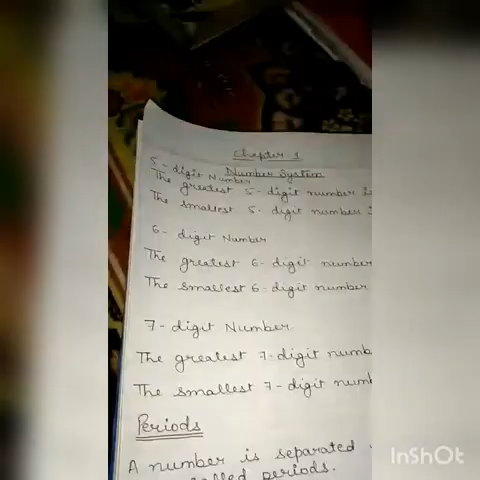 Chapter-1
Number System
5-digit Number
The greatest 5-digit number
The smallest 5-digit number
6-digit Number
The greatest 6-digit number
The smallest 6-digit number
7-digit Number.
The greatest 7-digit numb
The smallest 7-digit num
Periods
A number is separated
called periods.
InShOt